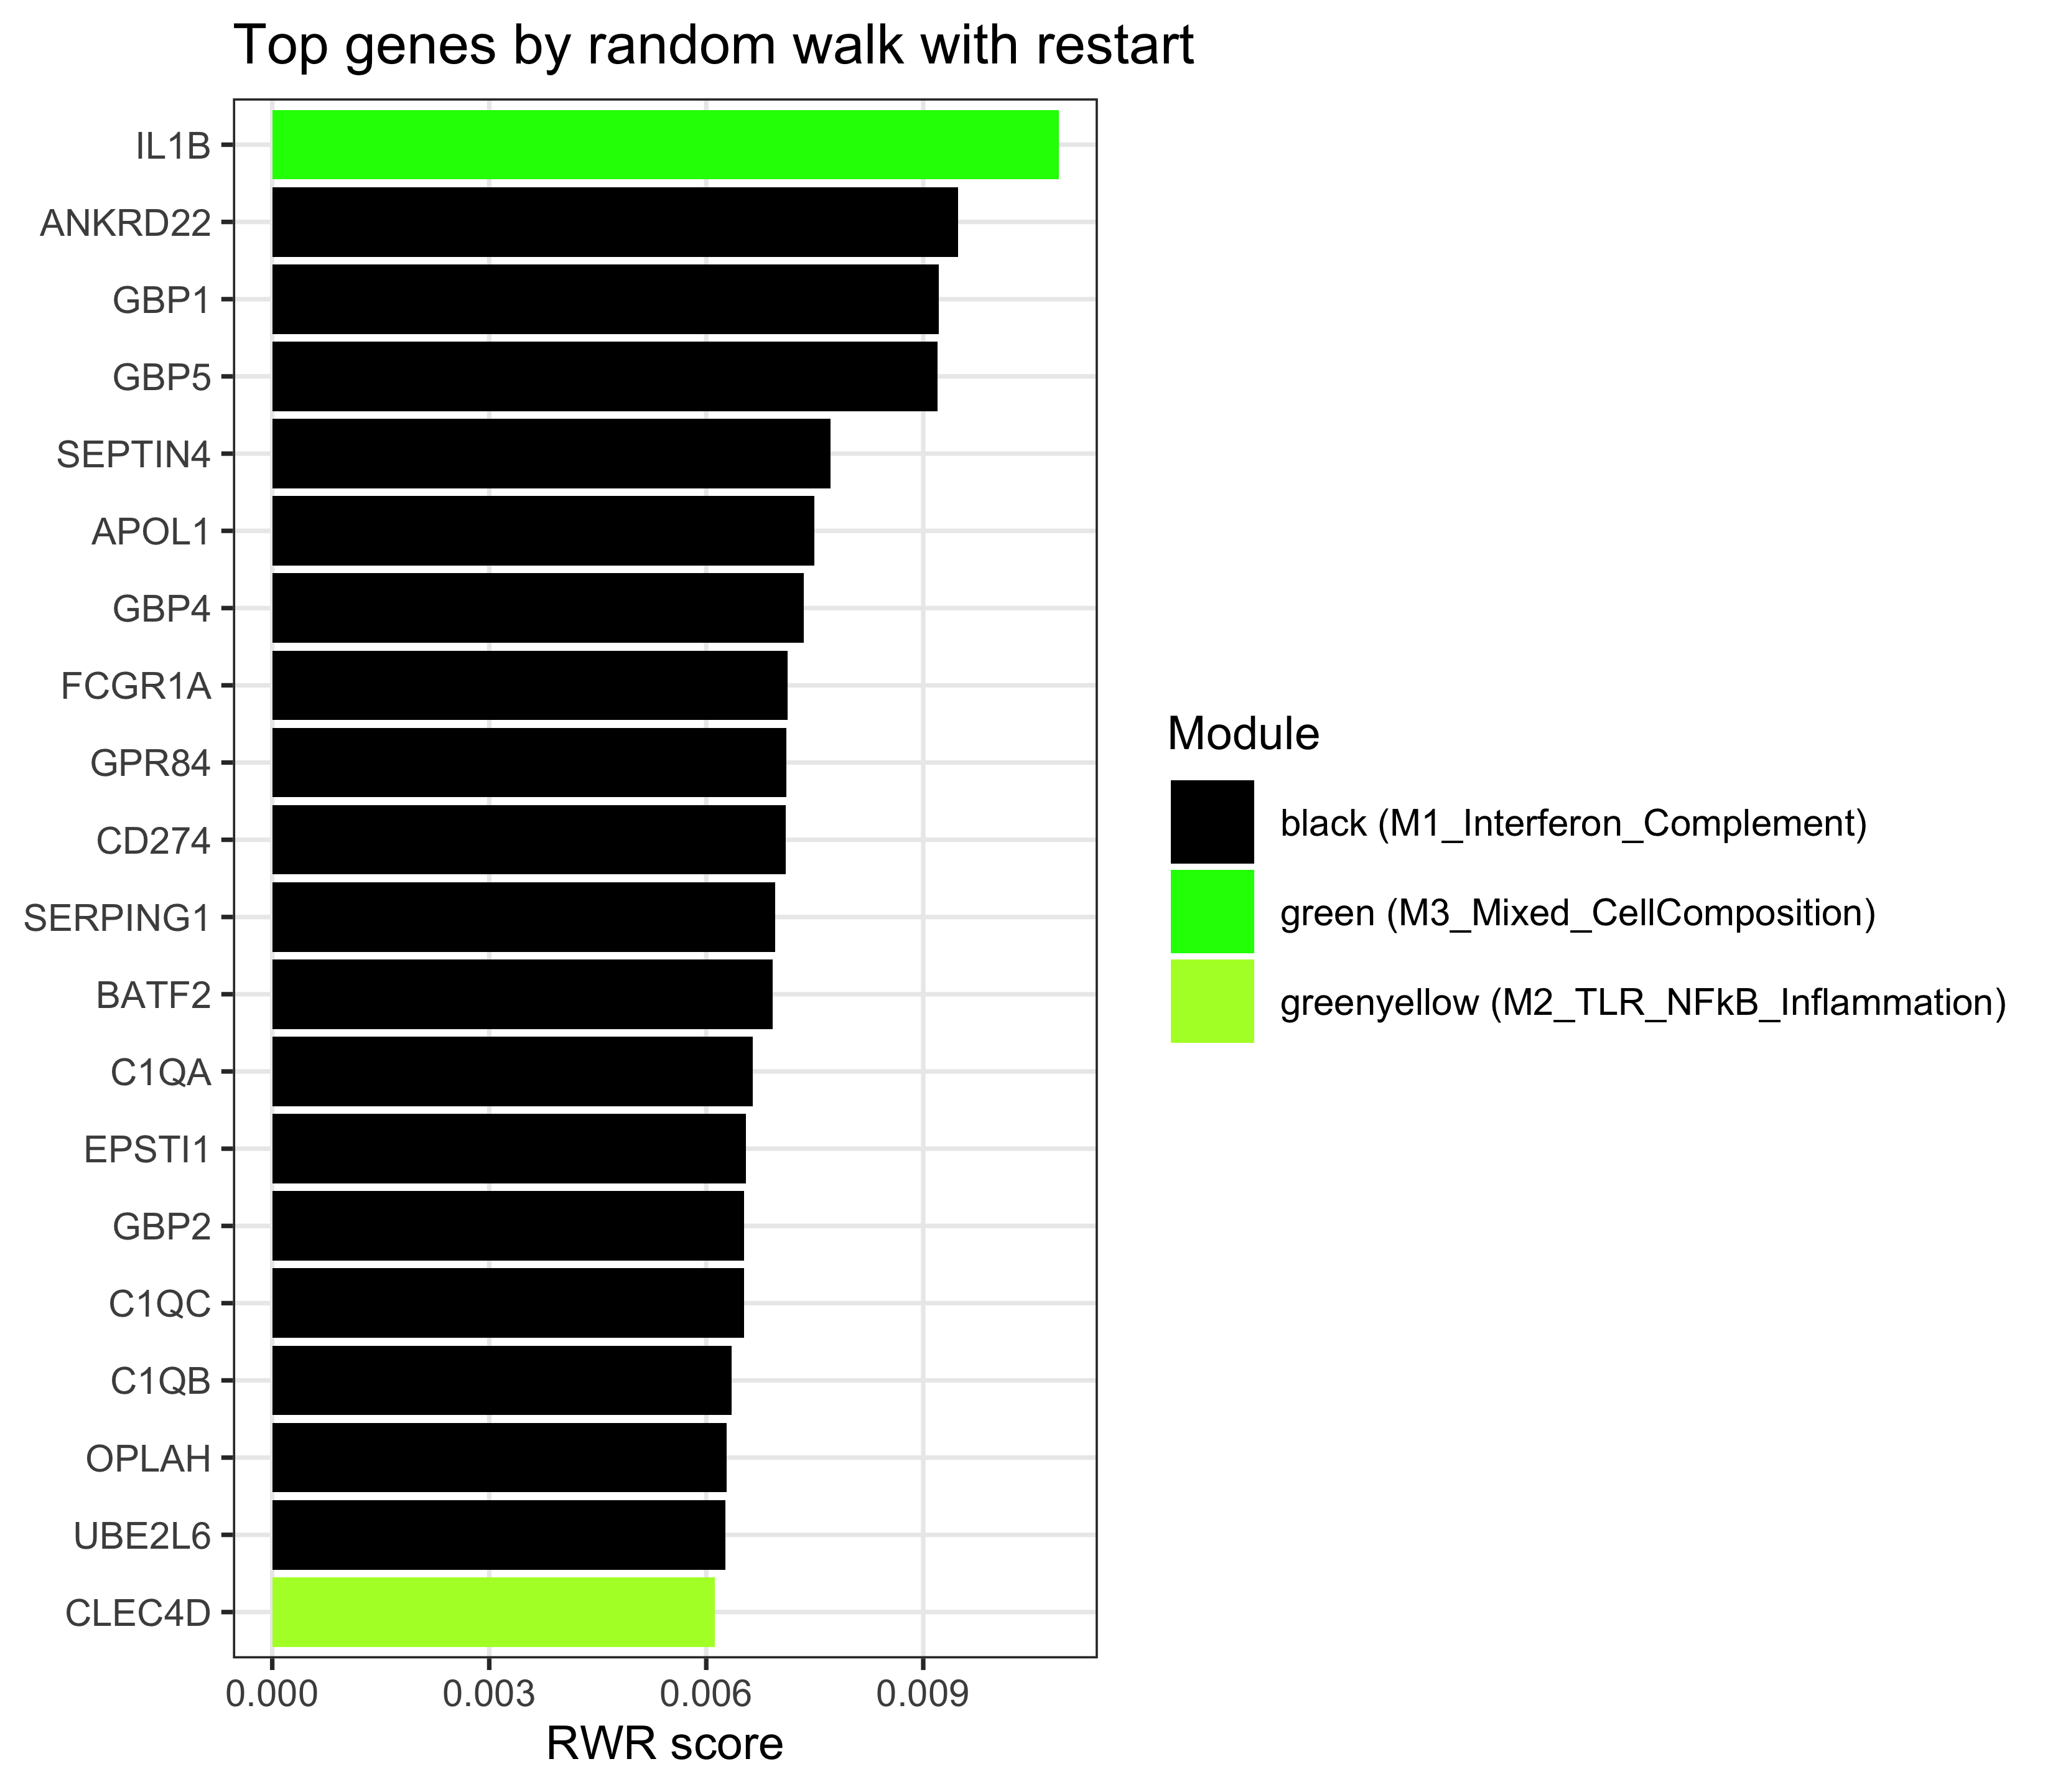 Top genes by random walk with restart
IL1B
ANKRD22
GBP1
GBP5
SEPTIN4
APOL1
GBP4
FCGR1A
GPR84
CD274
SERPING1
BATF2
C1QA
EPSTI1
GBP2
C1QC
C1QB
OPLAH
UBE2L6
CLEC4D
0.000 0.003 0.006 0.009
RWR score
Module
black (M1_Interferon_Complement)
green (M3_Mixed_CellComposition)
greenyellow (M2_TLR_NFkB_Inflammation)